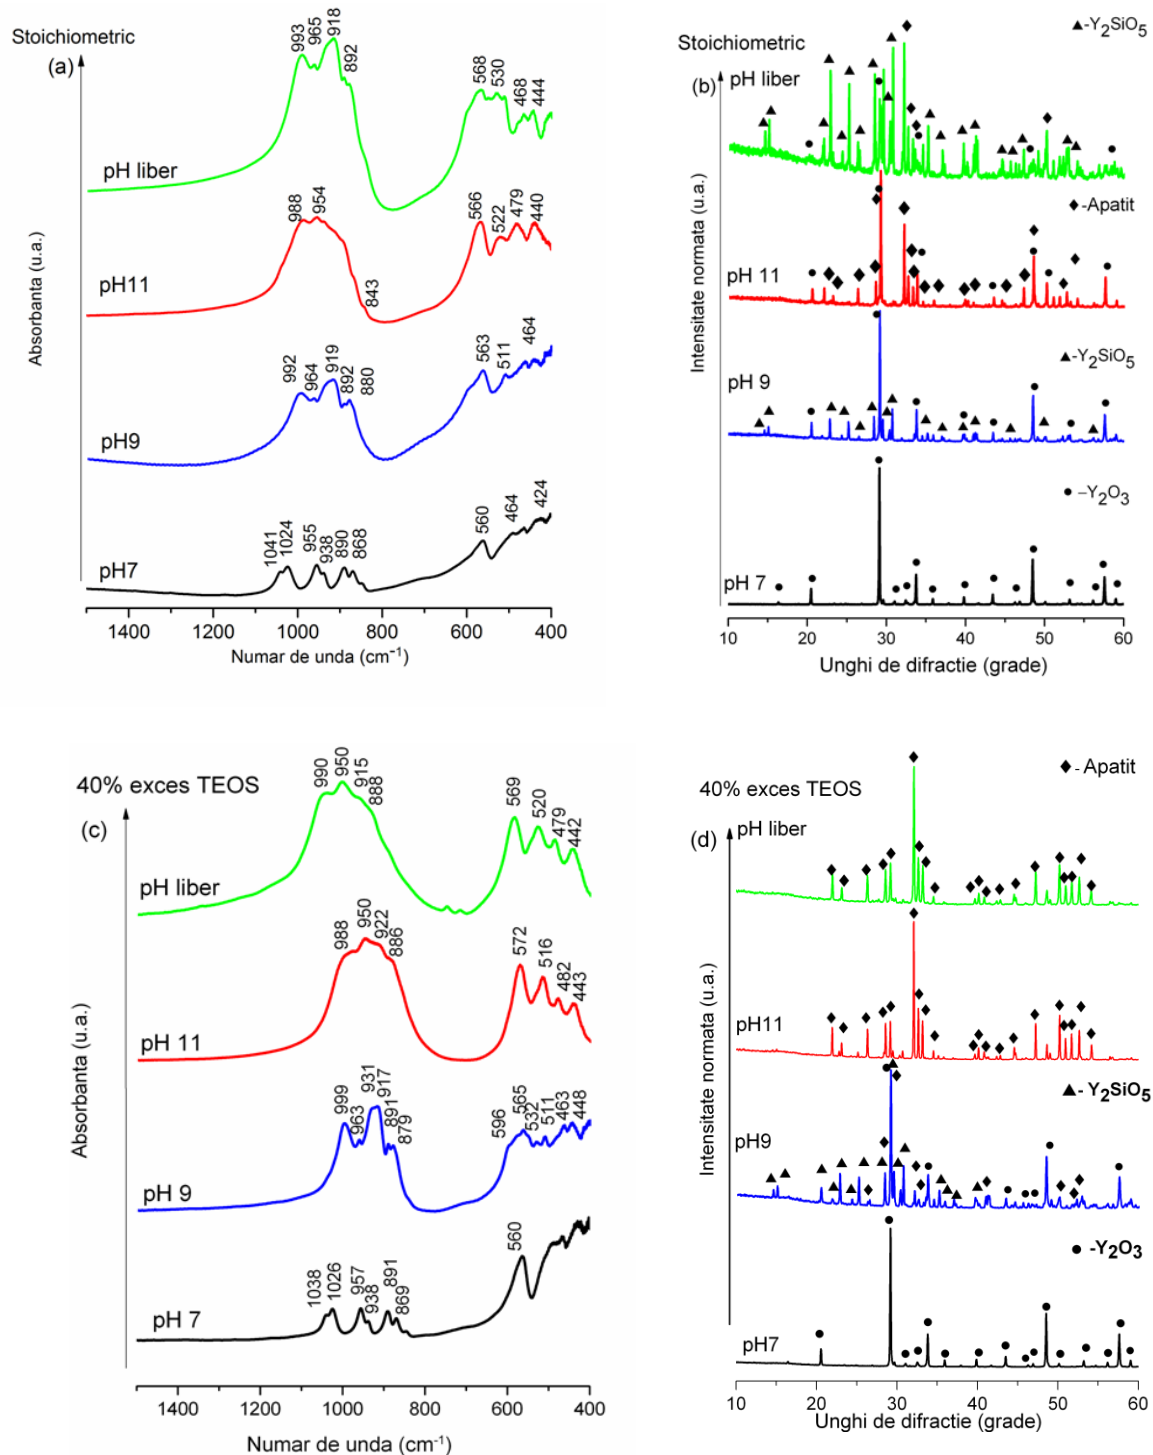 Stoichiometric
(a)
993
965
918
892
568
530
468
444
pH liber
988
954
843
566
522
479
440
pH11
992
964
919
892
880
563
511
464
pH9
1041
1024
955
938
890
868
560
464
424
pH7
Absorbanta (u.a.)
1400 1200 1000 800 600 400
Numar de unda (cm⁻¹)
Stoichiometric
(b)
▲-Y₂SiO₅
pH liber
◆-Apatit
pH 11
▲-Y₂SiO₅
pH 9
● –Y₂O₃
pH 7
Intensitate normata (u.a.)
10 20 30 40 50 60
Unghi de difractie (grade)
40% exces TEOS
(c)
990
950
915
888
569
520
479
442
pH liber
988
950
922
886
572
516
482
443
pH 11
999
963
931
917
891
879
596
565
532
511
463
448
pH 9
1038
1026
957
938
891
869
560
pH 7
Absorbanta (u.a.)
1400 1200 1000 800 600 400
Numar de unda (cm⁻¹)
40% exces TEOS
(d)
◆- Apatit
pH liber
pH11
▲- Y₂SiO₅
pH9
● -Y₂O₃
pH7
Intensitate normata (u.a.)
10 20 30 40 50 60
Unghi de difractie (grade)